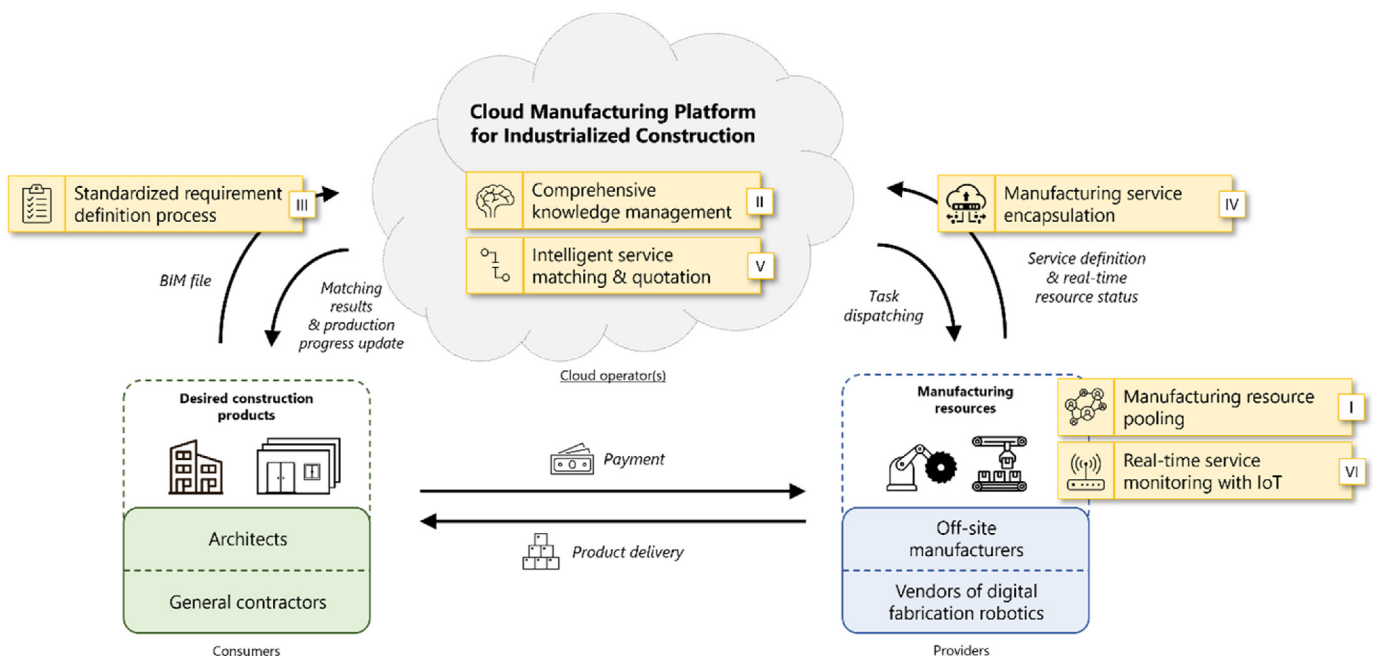 Cloud Manufacturing Platform
for Industrialized Construction
Standardized requirement
definition process
III
Comprehensive
knowledge management
II
Intelligent service
matching & quotation
V
Manufacturing service
encapsulation
IV
BIM file
Matching
results
& production
progress update
Task
dispatching
Service definition
& real-time
resource status
Cloud operator(s)
Desired construction
products
Architects
General contractors
Consumers
Payment
Product delivery
Manufacturing
resources
Manufacturing resource
pooling
I
Real-time service
monitoring with IoT
VI
Off-site
manufacturers
Vendors of digital
fabrication robotics
Providers